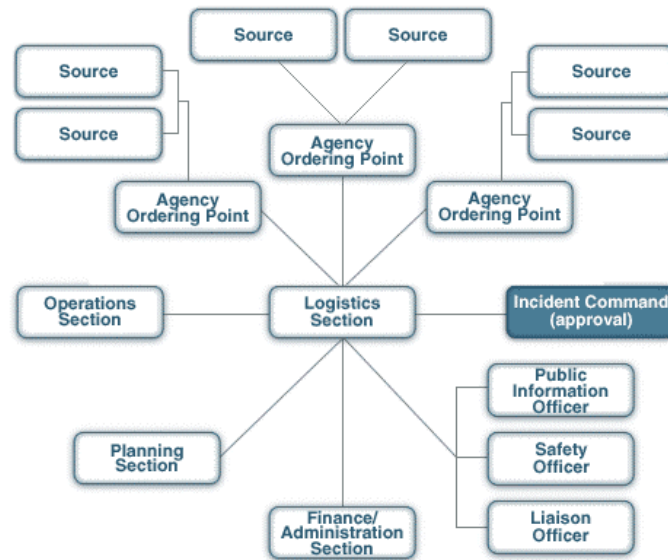 Source
Source
Source
Source
Source
Source
Agency
Ordering Point
Agency
Ordering Point
Agency
Ordering Point
Operations
Section
Logistics
Section
Incident Command
(approval)
Public
Information
Officer
Planning
Section
Safety
Officer
Finance/
Administration
Section
Liaison
Officer